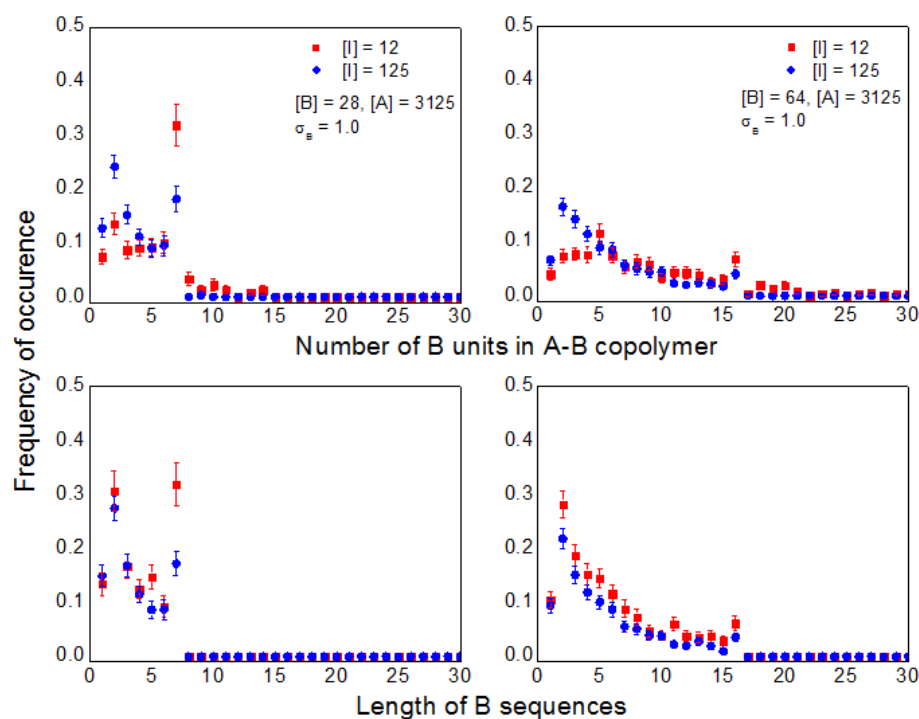 Frequency of occurence
0.5
0.4
0.3
0.2
0.1
0.0
[I] = 12
[I] = 125
[B] = 28, [A] = 3125
σB = 1.0
0 5 10 15 20 25 30
0.5
0.4
0.3
0.2
0.1
0.0
[I] = 12
[I] = 125
[B] = 64, [A] = 3125
σB = 1.0
0 5 10 15 20 25 30
Number of B units in A-B copolymer
0.5
0.4
0.3
0.2
0.1
0.0
0 5 10 15 20 25 30
0.5
0.4
0.3
0.2
0.1
0.0
0 5 10 15 20 25 30
Length of B sequences